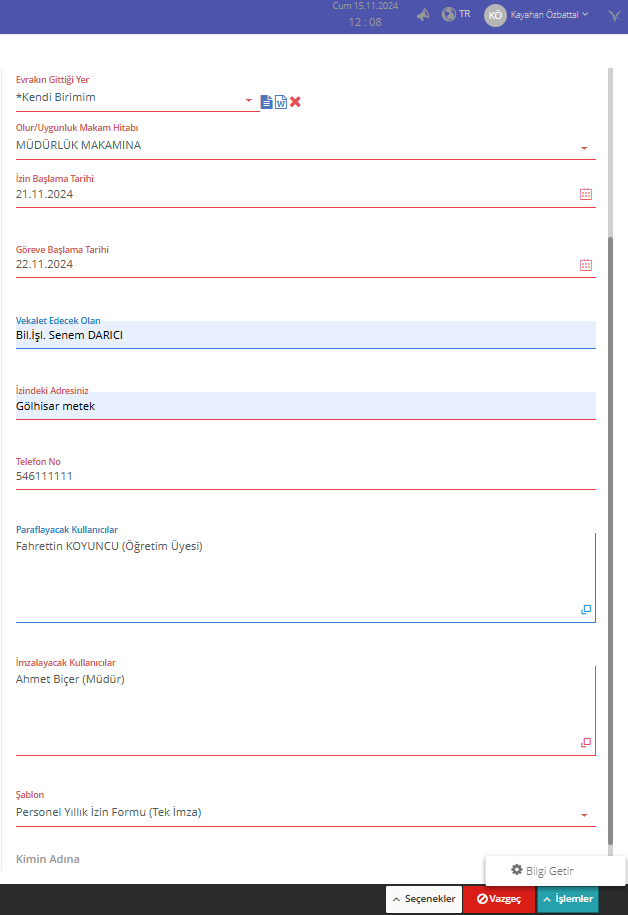 Cum 15.11.2024
12 : 08
TR
KÖ
Kayahan Özbattal
Evrakın Gittiği Yer
*Kendi Birimim
Olur/Uygunluk Makam Hitabı
MÜDÜRLÜK MAKAMINA
İzin Başlama Tarihi
21.11.2024
Göreve Başlama Tarihi
22.11.2024
Vekalet Edecek Olan
Bil.İşl. Senem DARICI
İzindeki Adresiniz
Gölhisar metek
Telefon No
546111111
Paraflayacak Kullanıcılar
Fahrettin KOYUNCU (Öğretim Üyesi)
İmzalayacak Kullanıcılar
Ahmet Biçer (Müdür)
Şablon
Personel Yıllık İzin Formu (Tek İmza)
Kimin Adına
Bilgi Getir
Seçenekler
Vazgeç
İşlemler